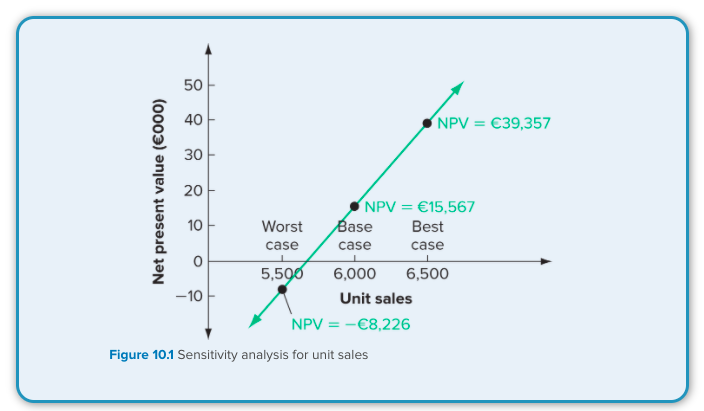 Net present value (€000)
50
40
30
20
10
0
−10
NPV = €39,357
NPV = €15,567
Worst case
Base case
Best case
5,500
6,000
6,500
Unit sales
NPV = −€8,226
Figure 10.1 Sensitivity analysis for unit sales